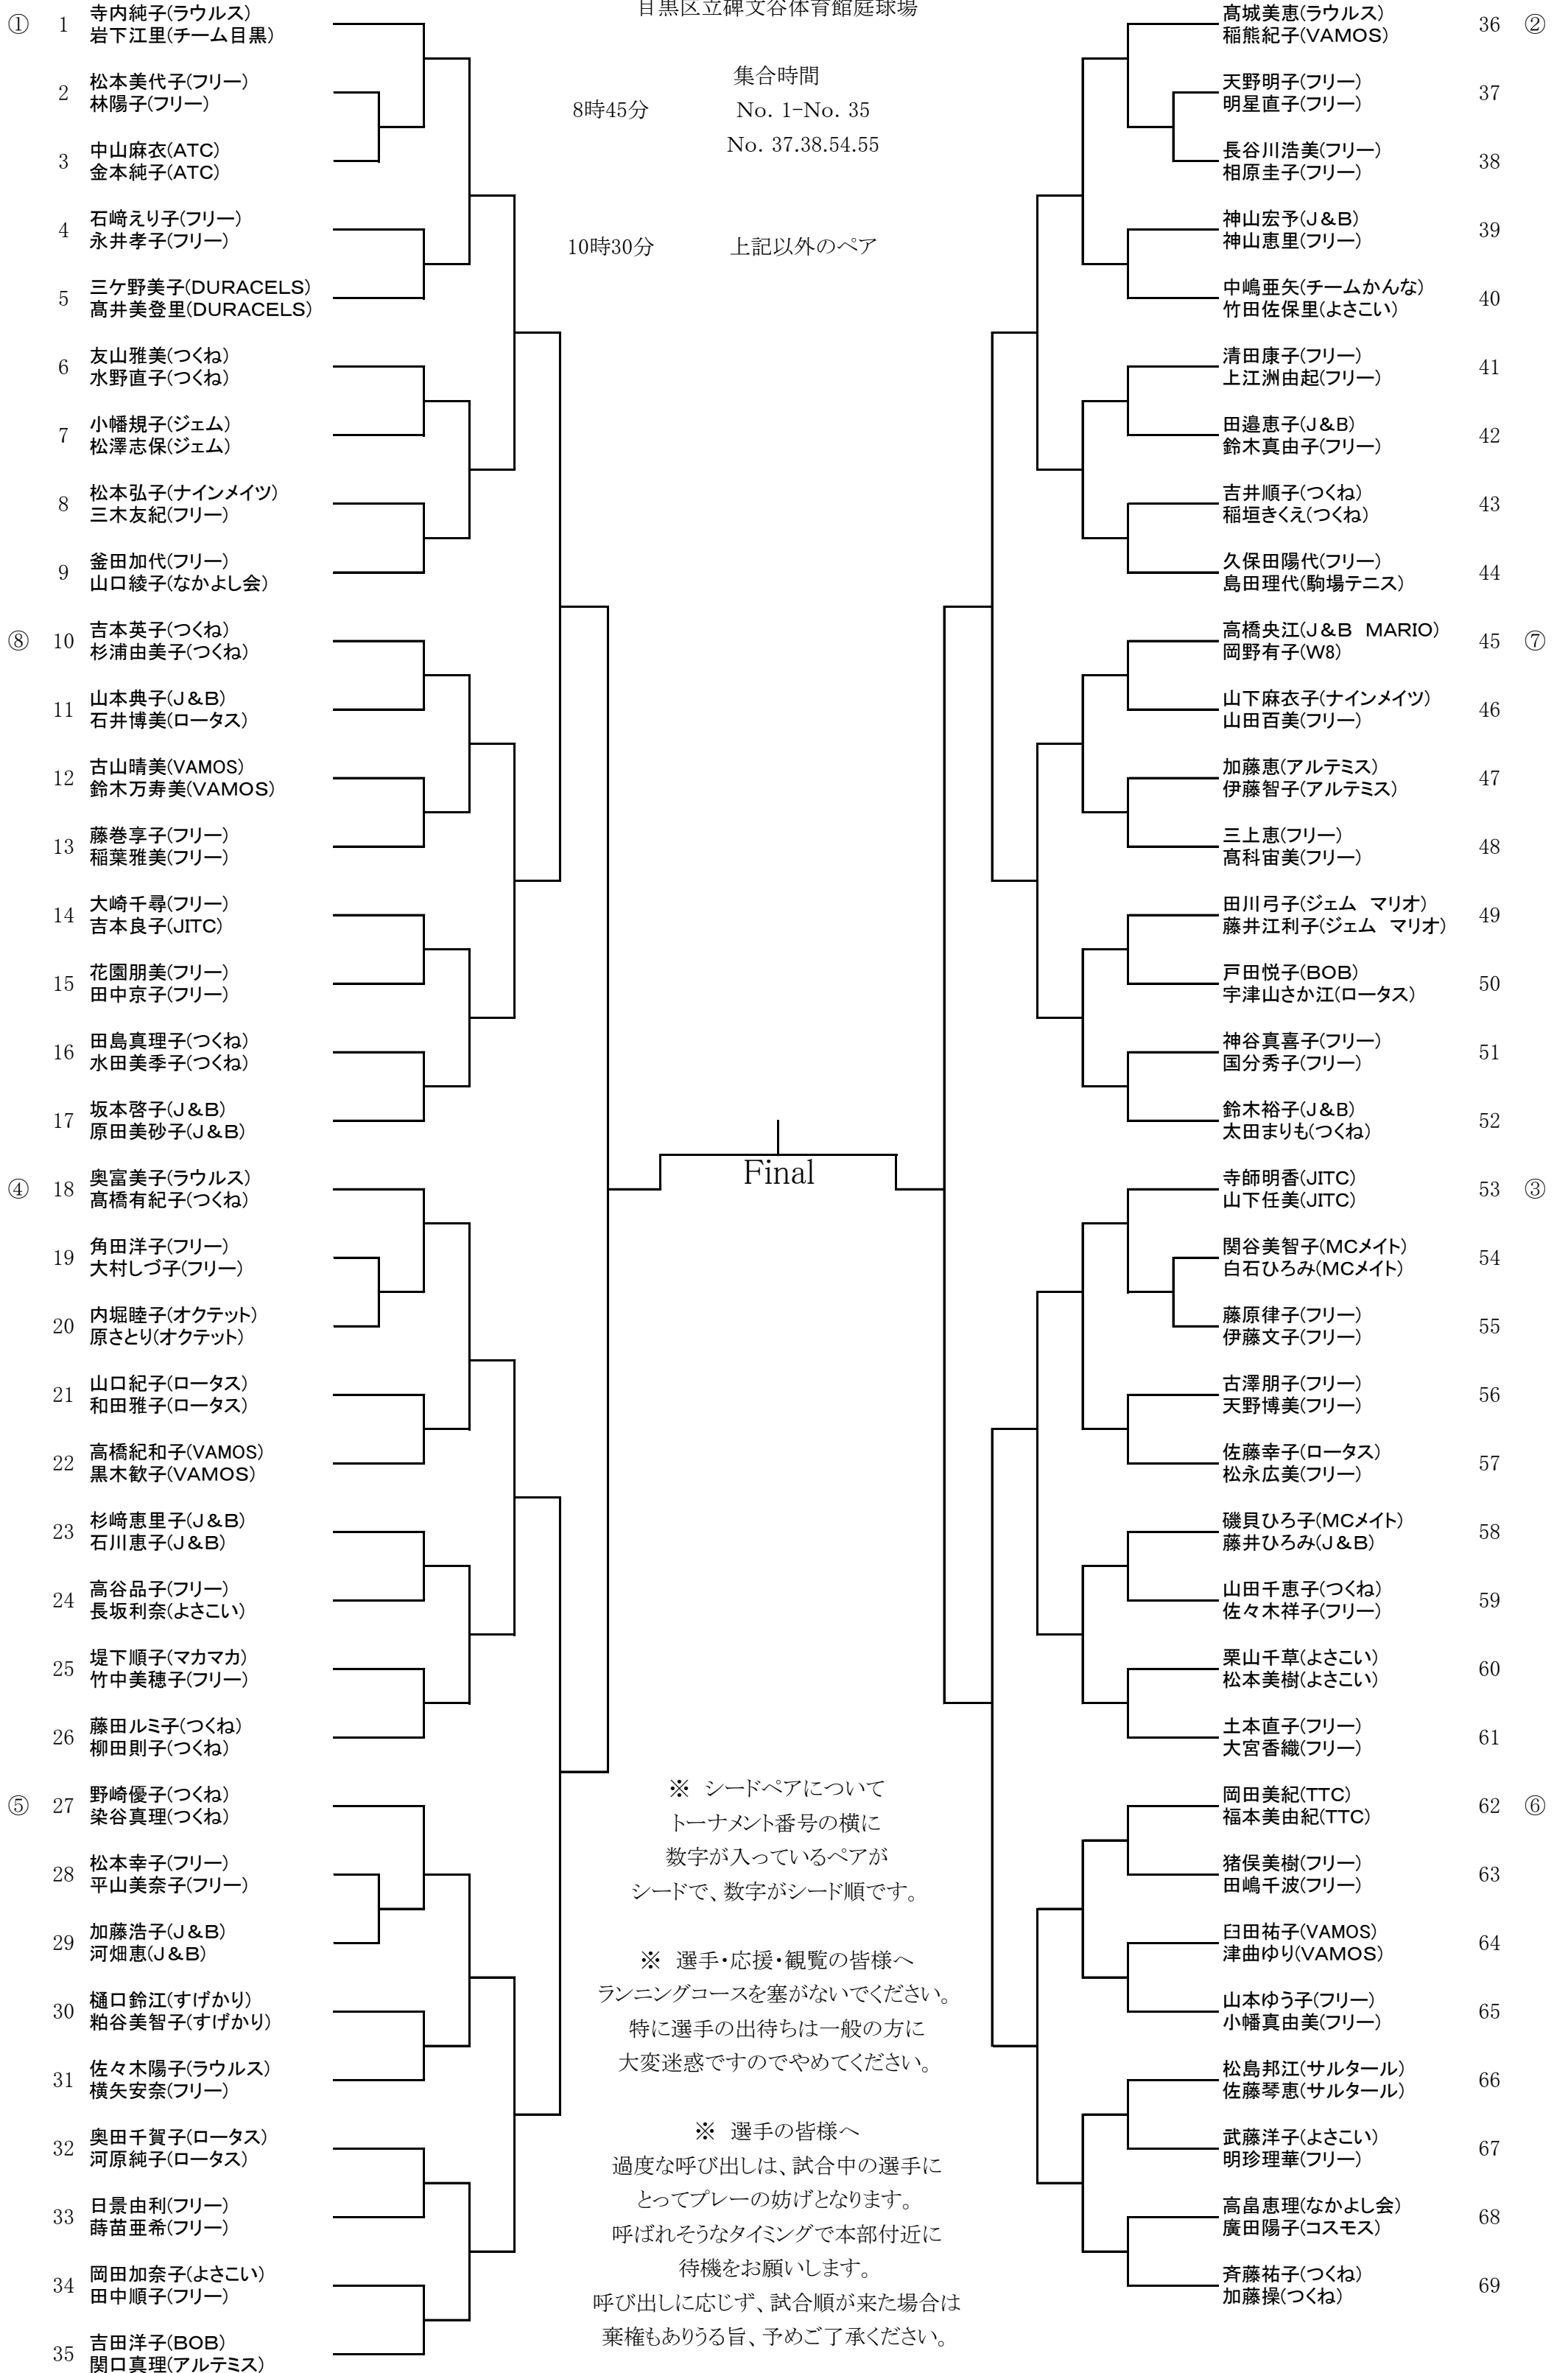 目黒区立碑文谷体育館庭球場
集合時間
8時45分 No. 1-No. 35
No. 37.38.54.55
10時30分 上記以外のペア
① 1 寺内純子(ラウルス)
岩下江里(チーム目黒)
2 松本美代子(フリー)
林陽子(フリー)
3 中山麻衣(ATC)
金本純子(ATC)
4 石﨑えり子(フリー)
永井孝子(フリー)
5 三ケ野美子(DURACELS)
髙井美登里(DURACELS)
6 友山雅美(つくね)
水野直子(つくね)
7 小幡規子(ジェム)
松澤志保(ジェム)
8 松本弘子(ナインメイツ)
三木友紀(フリー)
9 釜田加代(フリー)
山口綾子(なかよし会)
⑧ 10 吉本英子(つくね)
杉浦由美子(つくね)
11 山本典子(J&B)
石井博美(ロータス)
12 古山晴美(VAMOS)
鈴木万寿美(VAMOS)
13 藤巻享子(フリー)
稲葉雅美(フリー)
14 大崎千尋(フリー)
吉本良子(JITC)
15 花園朋美(フリー)
田中京子(フリー)
16 田島真理子(つくね)
水田美季子(つくね)
17 坂本啓子(J&B)
原田美砂子(J&B)
④ 18 奥富美子(ラウルス)
髙橋有紀子(つくね)
19 角田洋子(フリー)
大村しづ子(フリー)
20 内堀睦子(オクテット)
原さとり(オクテット)
21 山口紀子(ロータス)
和田雅子(ロータス)
22 高橋紀和子(VAMOS)
黒木歓子(VAMOS)
23 杉﨑恵里子(J&B)
石川恵子(J&B)
24 高谷品子(フリー)
長坂利奈(よさこい)
25 堤下順子(マカマカ)
竹中美穂子(フリー)
26 藤田ルミ子(つくね)
柳田則子(つくね)
⑤ 27 野崎優子(つくね)
染谷真理(つくね)
28 松本幸子(フリー)
平山美奈子(フリー)
29 加藤浩子(J&B)
河畑恵(J&B)
30 樋口鈴江(すげかり)
粕谷美智子(すげかり)
31 佐々木陽子(ラウルス)
横矢安奈(フリー)
32 奥田千賀子(ロータス)
河原純子(ロータス)
33 日景由利(フリー)
蒔苗亜希(フリー)
34 岡田加奈子(よさこい)
田中順子(フリー)
35 吉田洋子(BOB)
関口真理(アルテミス)
Final
※ シードペアについて
トーナメント番号の横に
数字が入っているペアが
シードで、数字がシード順です。
※ 選手・応援・観覧の皆様へ
ランニングコースを塞がないでください。
特に選手の出待ちは一般の方に
大変迷惑ですのでやめてください。
※ 選手の皆様へ
過度な呼び出しは、試合中の選手に
とってプレーの妨げとなります。
呼ばれそうなタイミングで本部付近に
待機をお願いします。
呼び出しに応じず、試合順が来た場合は
棄権もありうる旨、予めご了承ください。
髙城美恵(ラウルス) 36 ②
稲熊紀子(VAMOS)
天野明子(フリー) 37
明星直子(フリー)
長谷川浩美(フリー) 38
相原圭子(フリー)
神山宏予(J&B) 39
神山恵里(フリー)
中嶋亜矢(チームかんな) 40
竹田佐保里(よさこい)
清田康子(フリー) 41
上江洲由起(フリー)
田邉恵子(J&B) 42
鈴木真由子(フリー)
吉井順子(つくね) 43
稲垣きくえ(つくね)
久保田陽代(フリー) 44
島田理代(駒場テニス)
高橋央江(J&B MARIO) 45 ⑦
岡野有子(W8)
山下麻衣子(ナインメイツ) 46
山田百美(フリー)
加藤恵(アルテミス) 47
伊藤智子(アルテミス)
三上恵(フリー) 48
髙科宙美(フリー)
田川弓子(ジェム マリオ) 49
藤井江利子(ジェム マリオ)
戸田悦子(BOB) 50
宇津山さか江(ロータス)
神谷真喜子(フリー) 51
国分秀子(フリー)
鈴木裕子(J&B) 52
太田まりも(つくね)
寺師明香(JITC) 53 ③
山下任美(JITC)
関谷美智子(MCメイト) 54
白石ひろみ(MCメイト)
藤原律子(フリー) 55
伊藤文子(フリー)
古澤朋子(フリー) 56
天野博美(フリー)
佐藤幸子(ロータス) 57
松永広美(フリー)
磯貝ひろ子(MCメイト) 58
藤井ひろみ(J&B)
山田千恵子(つくね) 59
佐々木祥子(フリー)
栗山千草(よさこい) 60
松本美樹(よさこい)
土本直子(フリー) 61
大宮香織(フリー)
岡田美紀(TTC) 62 ⑥
福本美由紀(TTC)
猪俣美樹(フリー) 63
田嶋千波(フリー)
臼田祐子(VAMOS) 64
津曲ゆり(VAMOS)
山本ゆう子(フリー) 65
小幡真由美(フリー)
松島邦江(サルタール) 66
佐藤琴恵(サルタール)
武藤洋子(よさこい) 67
明珍理華(フリー)
高畠恵理(なかよし会) 68
廣田陽子(コスモス)
斉藤祐子(つくね) 69
加藤操(つくね)